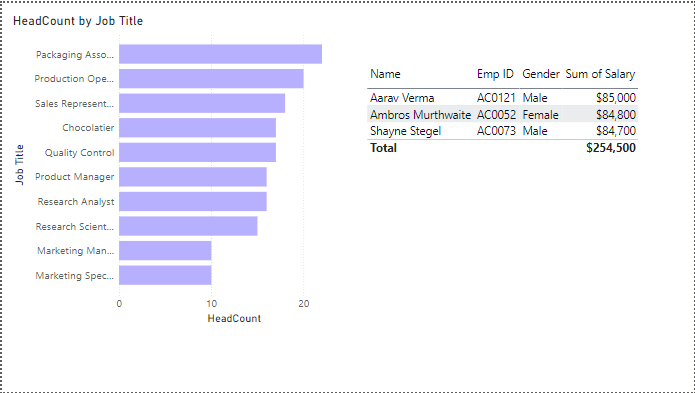 HeadCount by Job Title
Job Title
Packaging Asso...
Production Ope...
Sales Represent...
Chocolatier
Quality Control
Product Manager
Research Analyst
Research Scient...
Marketing Man...
Marketing Spec...
0 10 20
HeadCount
Name Emp ID Gender Sum of Salary
Aarav Verma AC0121 Male $85,000
Ambros Murthwaite AC0052 Female $84,800
Shayne Stegel AC0073 Male $84,700
Total $254,500